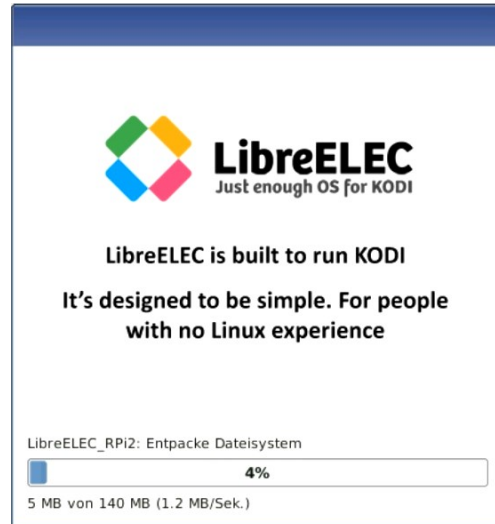 LibreELEC
Just enough OS for KODI
LibreELEC is built to run KODI
It's designed to be simple. For people
with no Linux experience
LibreELEC_RPi2: Entpacke Dateisystem
4%
5 MB von 140 MB (1.2 MB/Sek.)